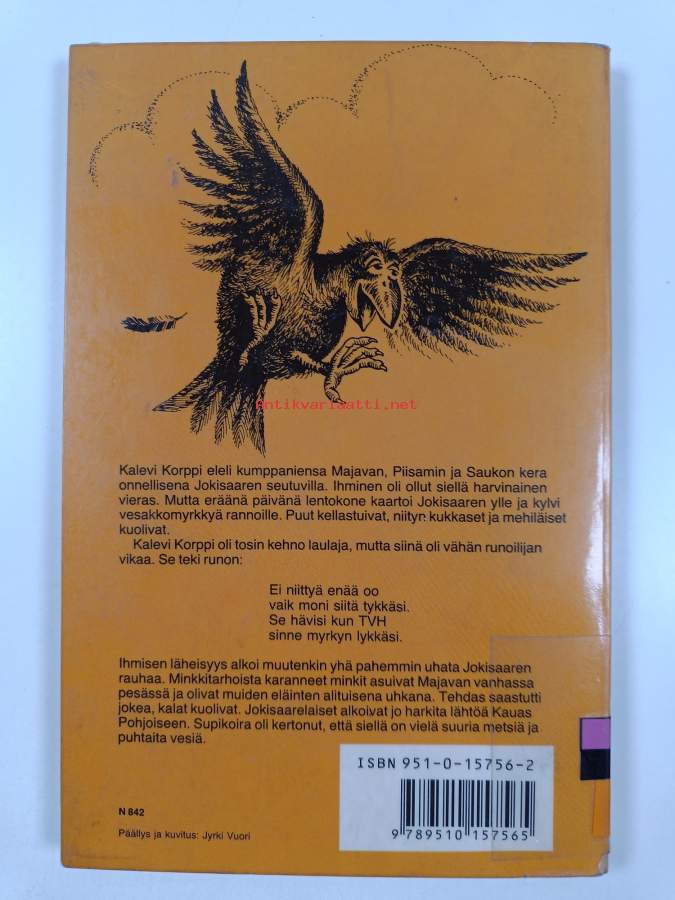 Antikvariaatti.net
Kalevi Korppi eleli kumppaniensa Majavan, Piisamin ja Saukon kera
onnellisena Jokisaaren seutuvilla. Ihminen oli ollut siellä harvinainen
vieras. Mutta eräänä päivänä lentokone kaartoi Jokisaaren ylle ja kylvi
vesakkomyrkkyä rannoille. Puut kellastuivat, niityn kukkaset ja mehiläiset
kuolivat.
Kalevi Korppi oli tosin kehno laulaja, mutta siinä oli vähän runoilijan
vikaa. Se teki runon:
Ei niittyä enää oo
vaik moni siitä tykkäsi.
Se hävisi kun TVH
sinne myrkyn lykkäsi.
Ihmisen läheisyys alkoi muutenkin yhä pahemmin uhata Jokisaaren
rauhaa. Minkkitarhoista karanneet minkit asuivat Majavan vanhassa
pesässä ja olivat muiden eläinten alituisena uhkana. Tehdas saastutti
jokea, kalat kuolivat. Jokisaarelaiset alkoivat jo harkita lähtöä Kauas
Pohjoiseen. Supikoira oli kertonut, että siellä on vielä suuria metsiä ja
puhtaita vesiä.
ISBN 951-0-15756-2
N 842
Päällys ja kuvitus: Jyrki Vuori
9 789510 157565